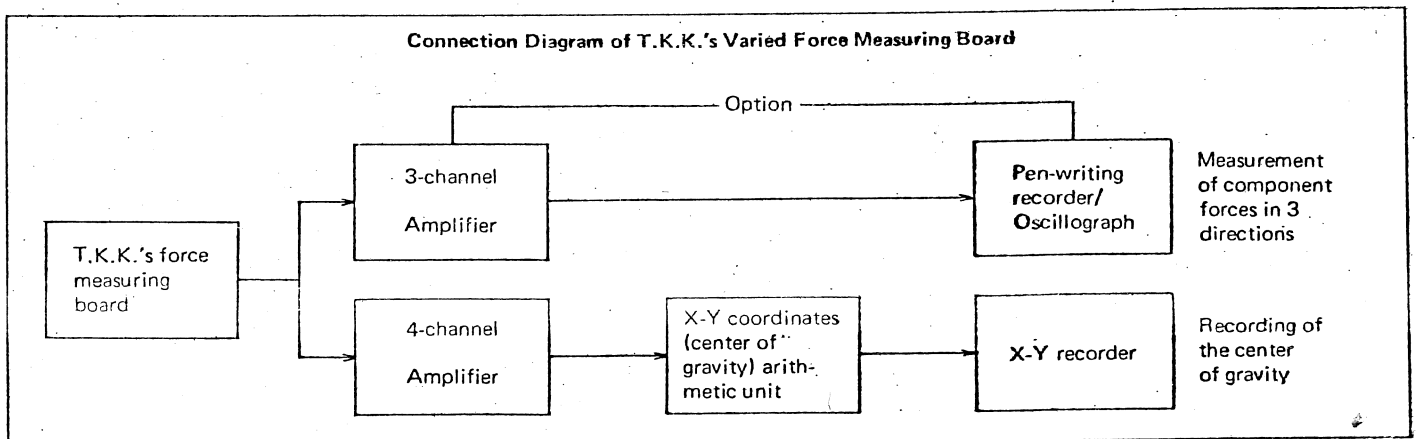 Connection Diagram of T.K.K.'s Varied Force Measuring Board
Option
3-channel
Amplifier
Pen-writing
recorder/
Oscillograph
Measurement
of component
forces in 3
directions
T.K.K.'s force
measuring
board
4-channel
Amplifier
X-Y coordinates
(center of
gravity) arith-
metic unit
X-Y recorder
Recording of
the center
of gravity